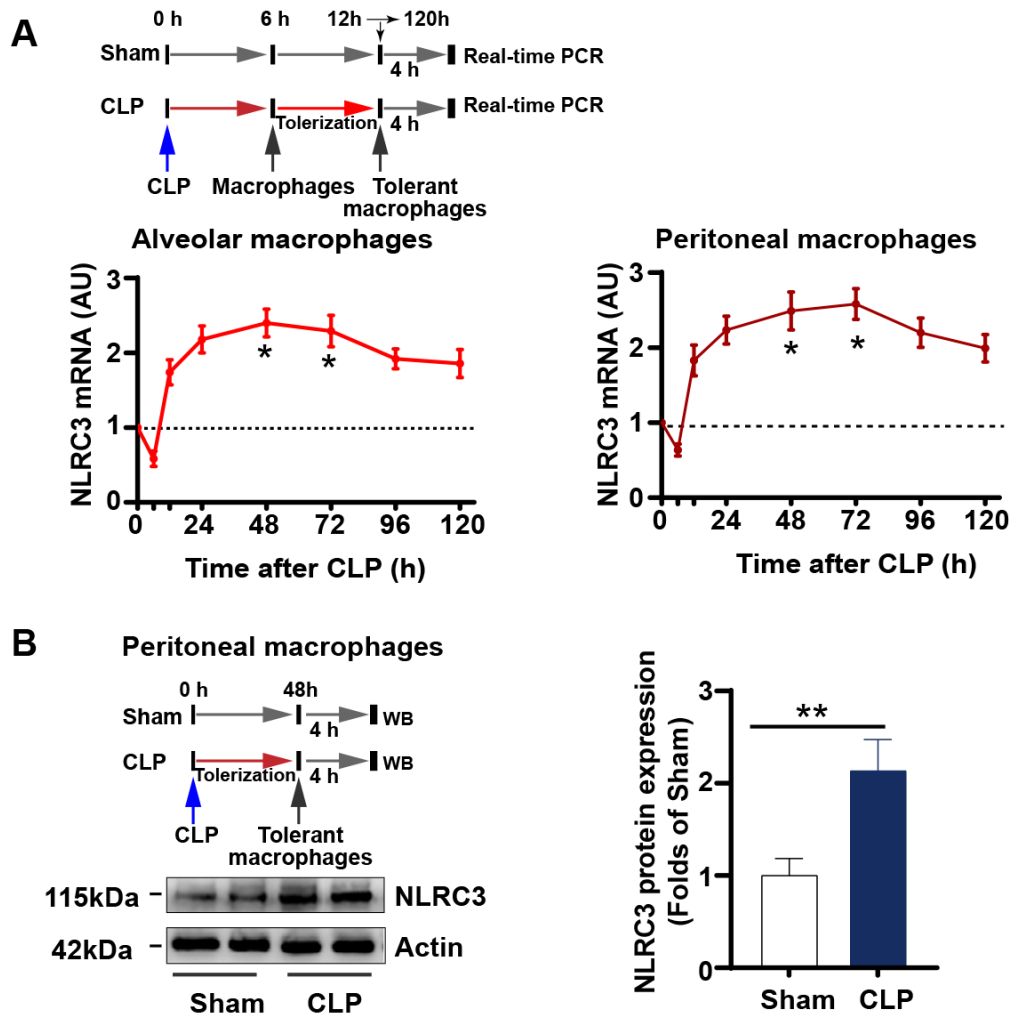 A
0 h 6 h 12h 120h
Sham 4 h Real-time PCR
CLP Tolerization 4 h Real-time PCR
CLP Macrophages Tolerant
macrophages
Alveolar macrophages
NLRC3 mRNA (AU)
3
2
1
0
0 24 48 72 96 120
* *
Time after CLP (h)
Peritoneal macrophages
NLRC3 mRNA (AU)
3
2
1
0
0 24 48 72 96 120
* *
Time after CLP (h)
B
Peritoneal macrophages
0 h 48h
Sham 4 h WB
CLP Tolerization 4 h WB
CLP Tolerant
macrophages
115kDa NLRC3
42kDa Actin
Sham CLP
NLRC3 protein expression
(Folds of Sham)
3
2
1
0
**
Sham CLP